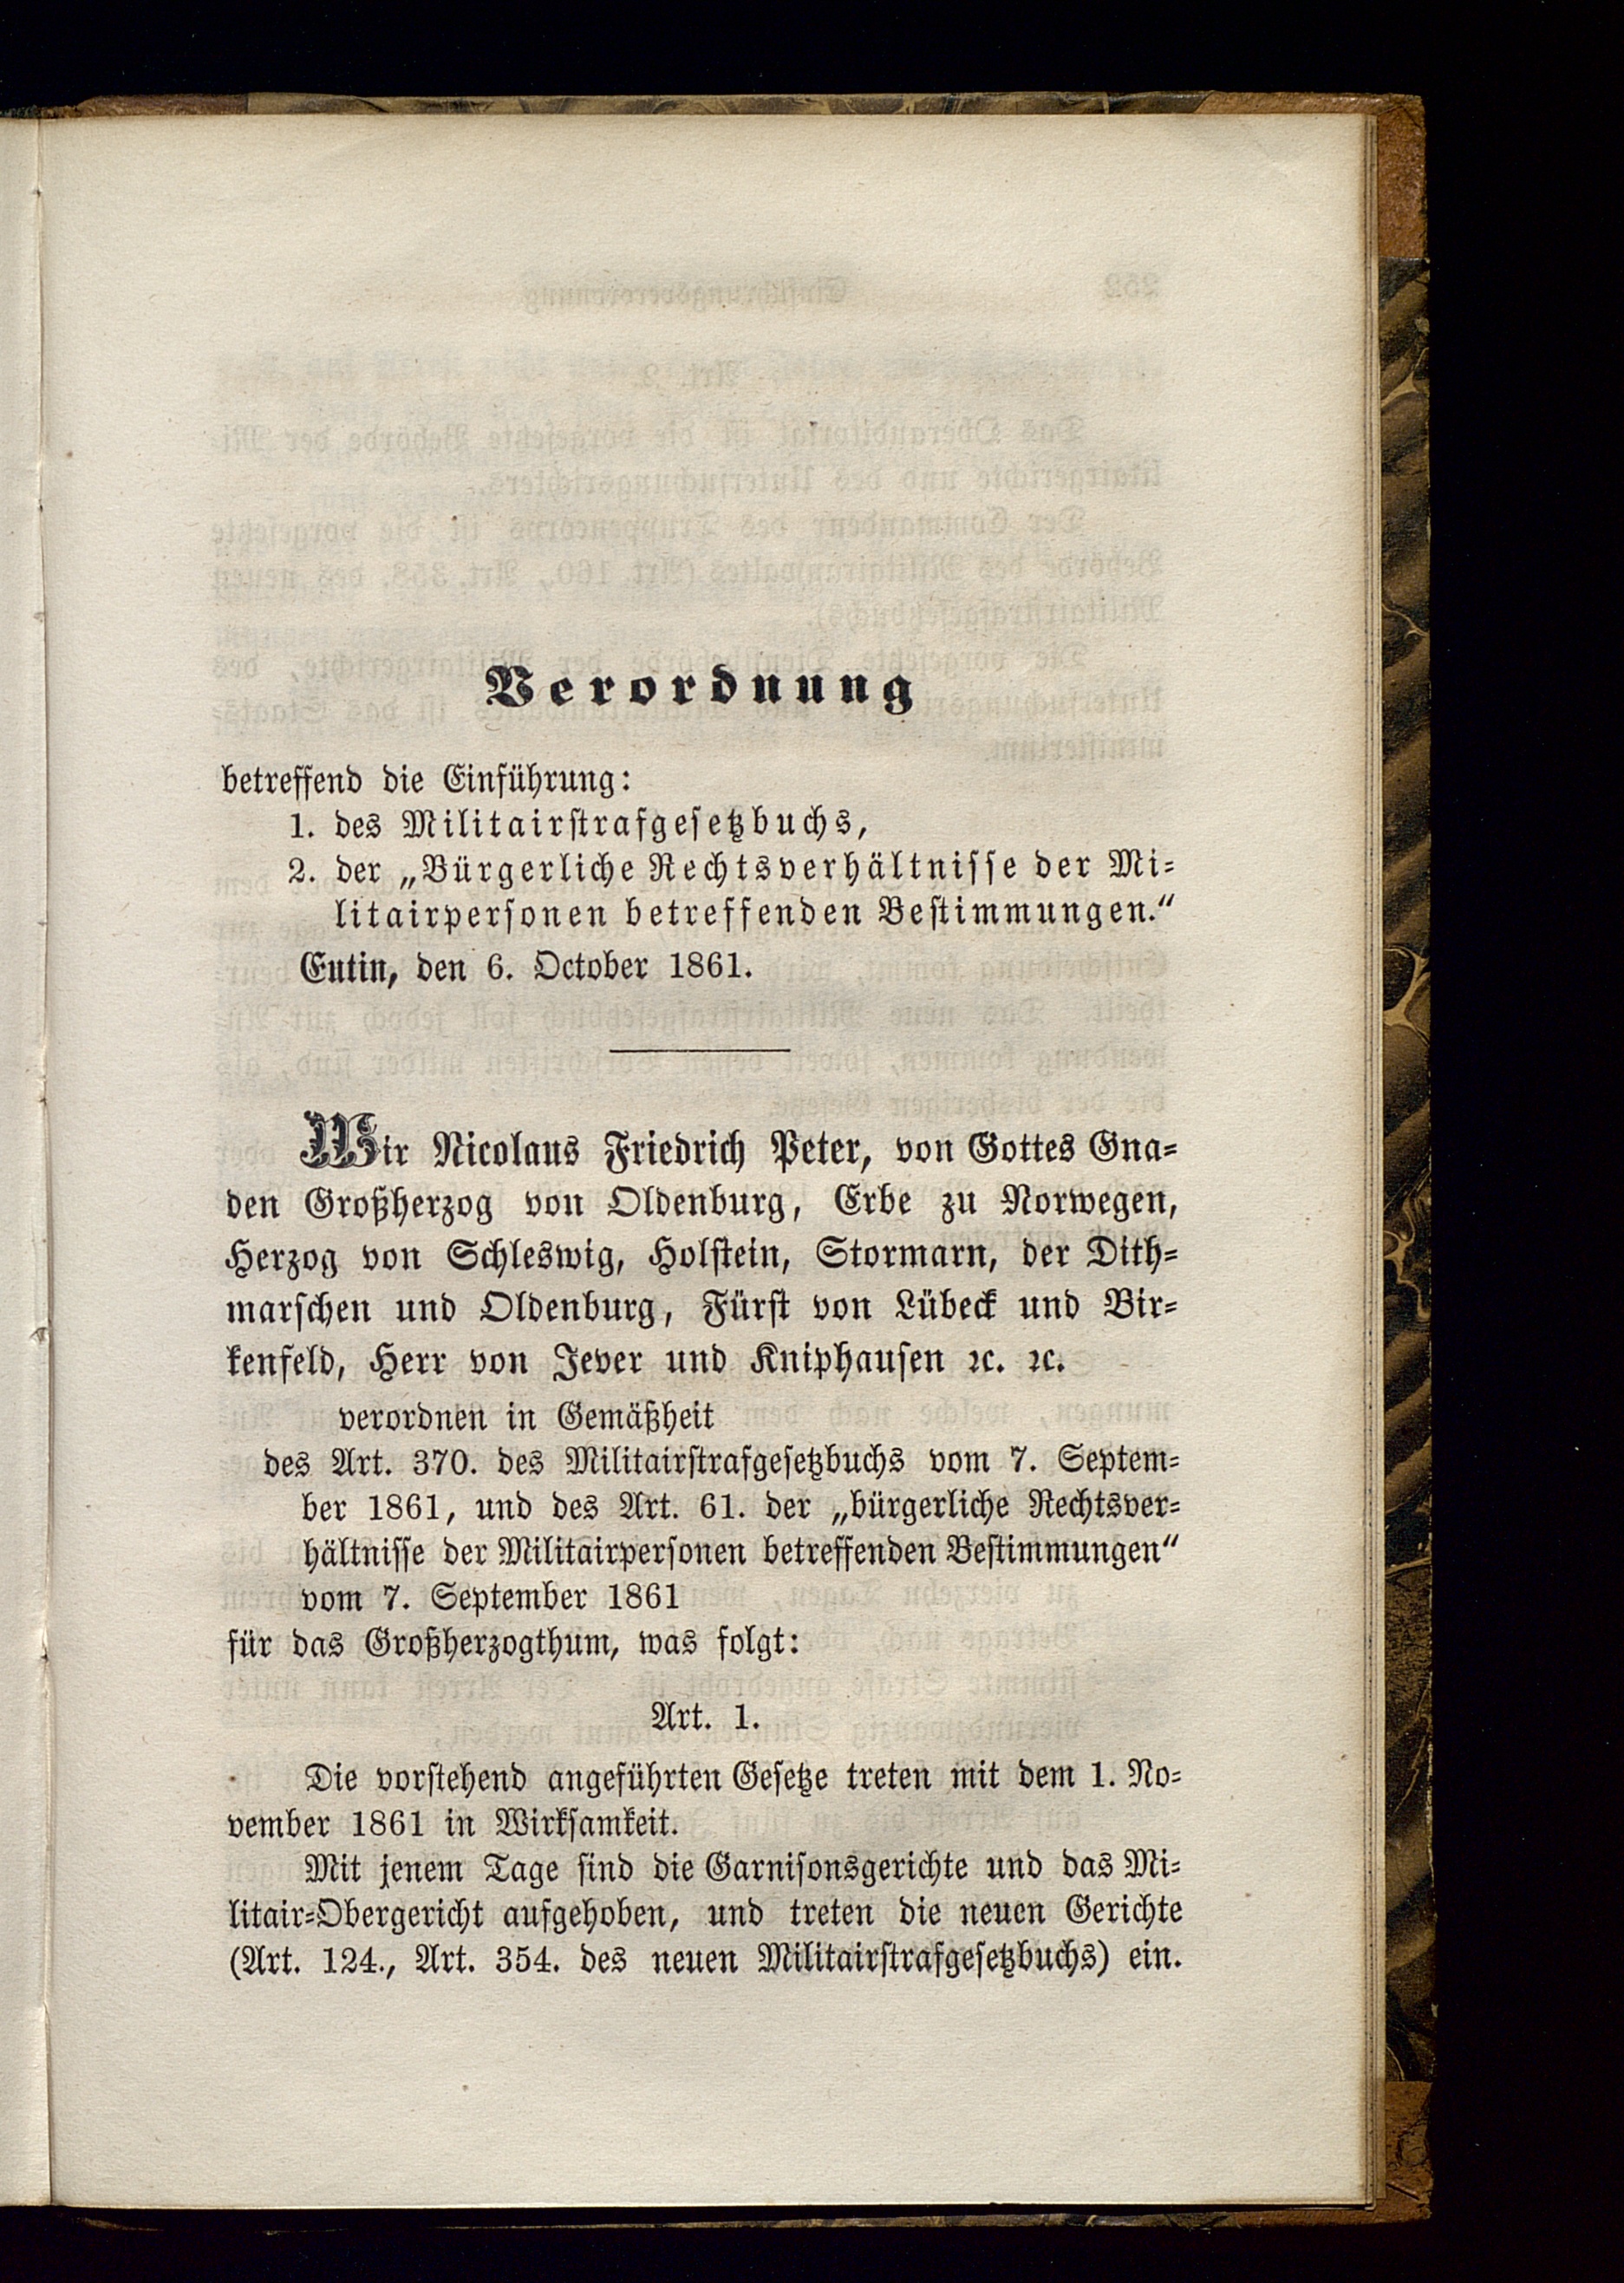 Verordnung
betreffend die Einführung:
1. des Militairstrafgesetzbuchs,
2. der „Bürgerliche Rechtsverhältnisse der Mi-
litairpersonen betreffenden Bestimmungen.“
Eutin, den 6. October 1861.
Wir Nicolaus Friedrich Peter, von Gottes Gna-
den Großherzog von Oldenburg, Erbe zu Norwegen,
Herzog von Schleswig, Holstein, Stormarn, der Dith-
marschen und Oldenburg, Fürst von Lübeck und Bir-
kenfeld, Herr von Jever und Kniphausen ꝛc. ꝛc.
verordnen in Gemäßheit
des Art. 370. des Militairstrafgesetzbuchs vom 7. Septem-
ber 1861, und des Art. 61. der „bürgerliche Rechtsver-
hältnisse der Militairpersonen betreffenden Bestimmungen“
vom 7. September 1861
für das Großherzogthum, was folgt:
Art. 1.
Die vorstehend angeführten Gesetze treten mit dem 1. No-
vember 1861 in Wirksamkeit.
Mit jenem Tage sind die Garnisonsgerichte und das Mi-
litair-Obergericht aufgehoben, und treten die neuen Gerichte
(Art. 124., Art. 354. des neuen Militairstrafgesetzbuchs) ein.